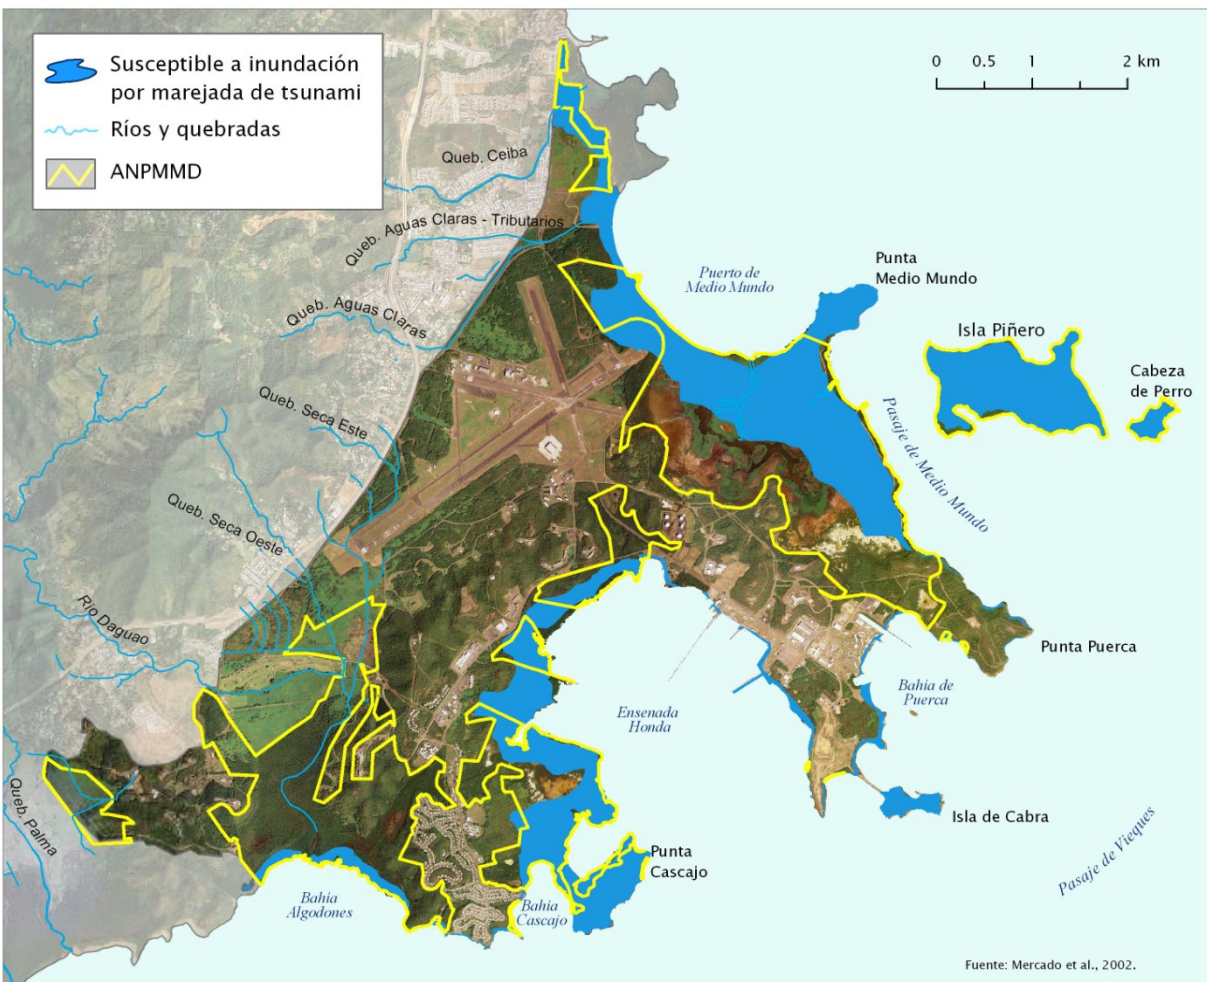 Susceptible a inundación
por marejada de tsunami
Ríos y quebradas
ANPMMD
0 0.5 1 2 km
Queb. Ceiba
Queb. Aguas Claras - Tributarios
Queb. Aguas Claras
Queb. Seca Este
Queb. Seca Oeste
Río Daguao
Queb. Palma
Puerto de
Medio Mundo
Punta
Medio Mundo
Isla Piñero
Cabeza
de Perro
Pasaje de Medio Mundo
Punta Puerca
Bahía de
Puerca
Ensenada
Honda
Isla de Cabra
Pasaje de Vieques
Punta
Cascajo
Bahía
Cascajo
Bahía
Algodones
Fuente: Mercado et al., 2002.